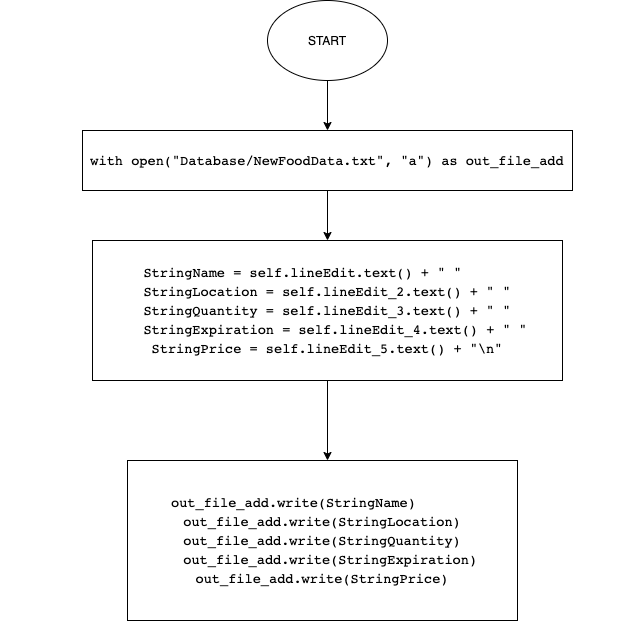 START
with open("Database/NewFoodData.txt", "a") as out_file_add
StringName = self.lineEdit.text() + " "
StringLocation = self.lineEdit_2.text() + " "
StringQuantity = self.lineEdit_3.text() + " "
StringExpiration = self.lineEdit_4.text() + " "
StringPrice = self.lineEdit_5.text() + "\n"
out_file_add.write(StringName)
out_file_add.write(StringLocation)
out_file_add.write(StringQuantity)
out_file_add.write(StringExpiration)
out_file_add.write(StringPrice)